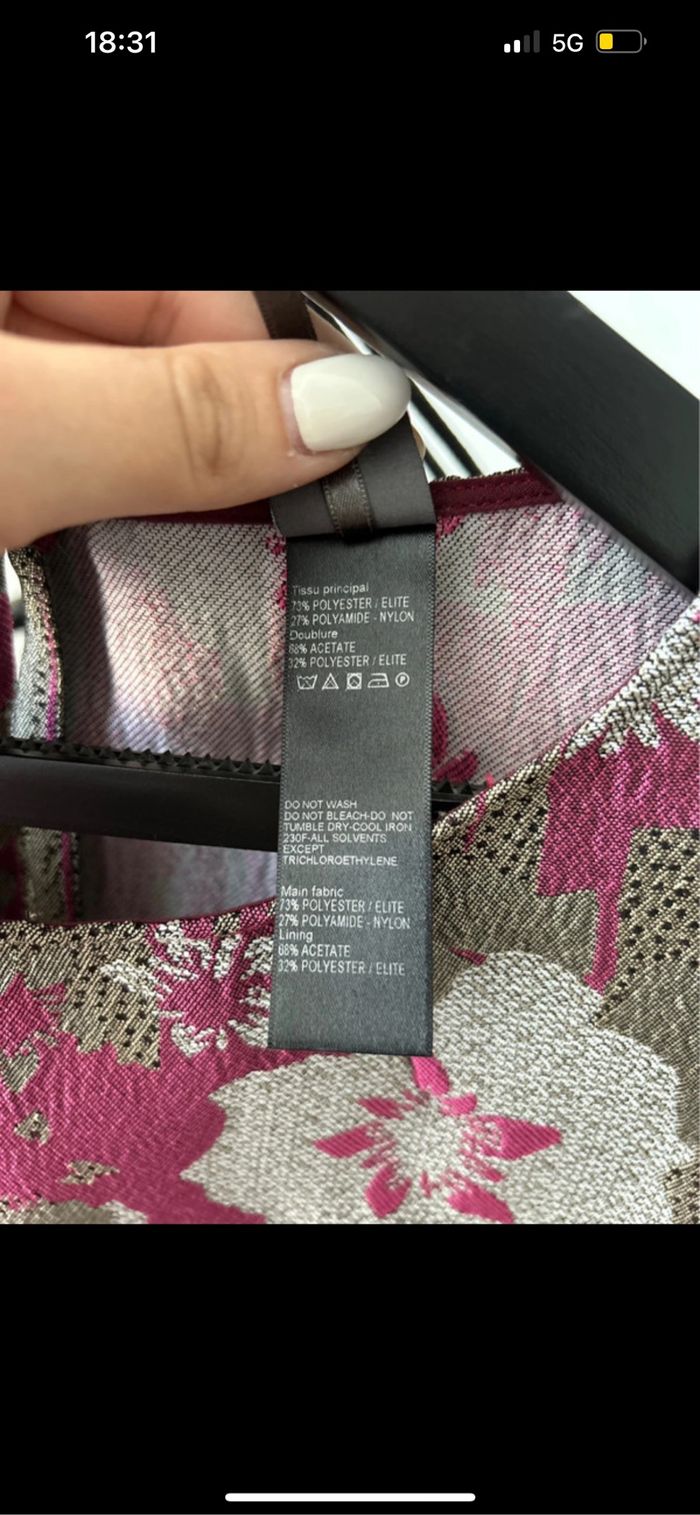 18:31
5G
Tissu principal
73% POLYESTER / ELITE
27% POLYAMIDE - NYLON
Doublure
68% ACETATE
32% POLYESTER / ELITE
P
DO NOT WASH
DO NOT BLEACH-DO NOT
TUMBLE DRY-COOL IRON
230F-ALL SOLVENTS
EXCEPT
TRICHLOROETHYLENE
Main fabric
73% POLYESTER / ELITE
27% POLYAMIDE - NYLON
Lining
68% ACETATE
32% POLYESTER / ELITE